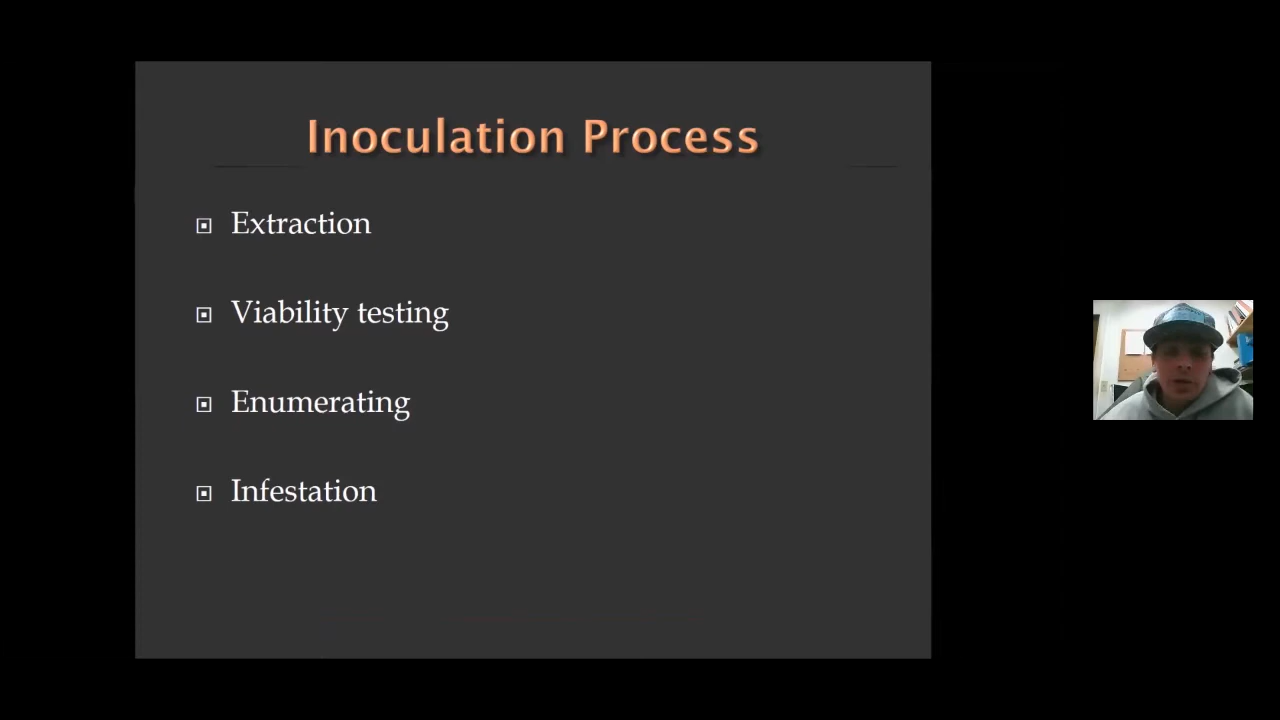 Inoculation Process
Extraction
Viability testing
Enumerating
Infestation